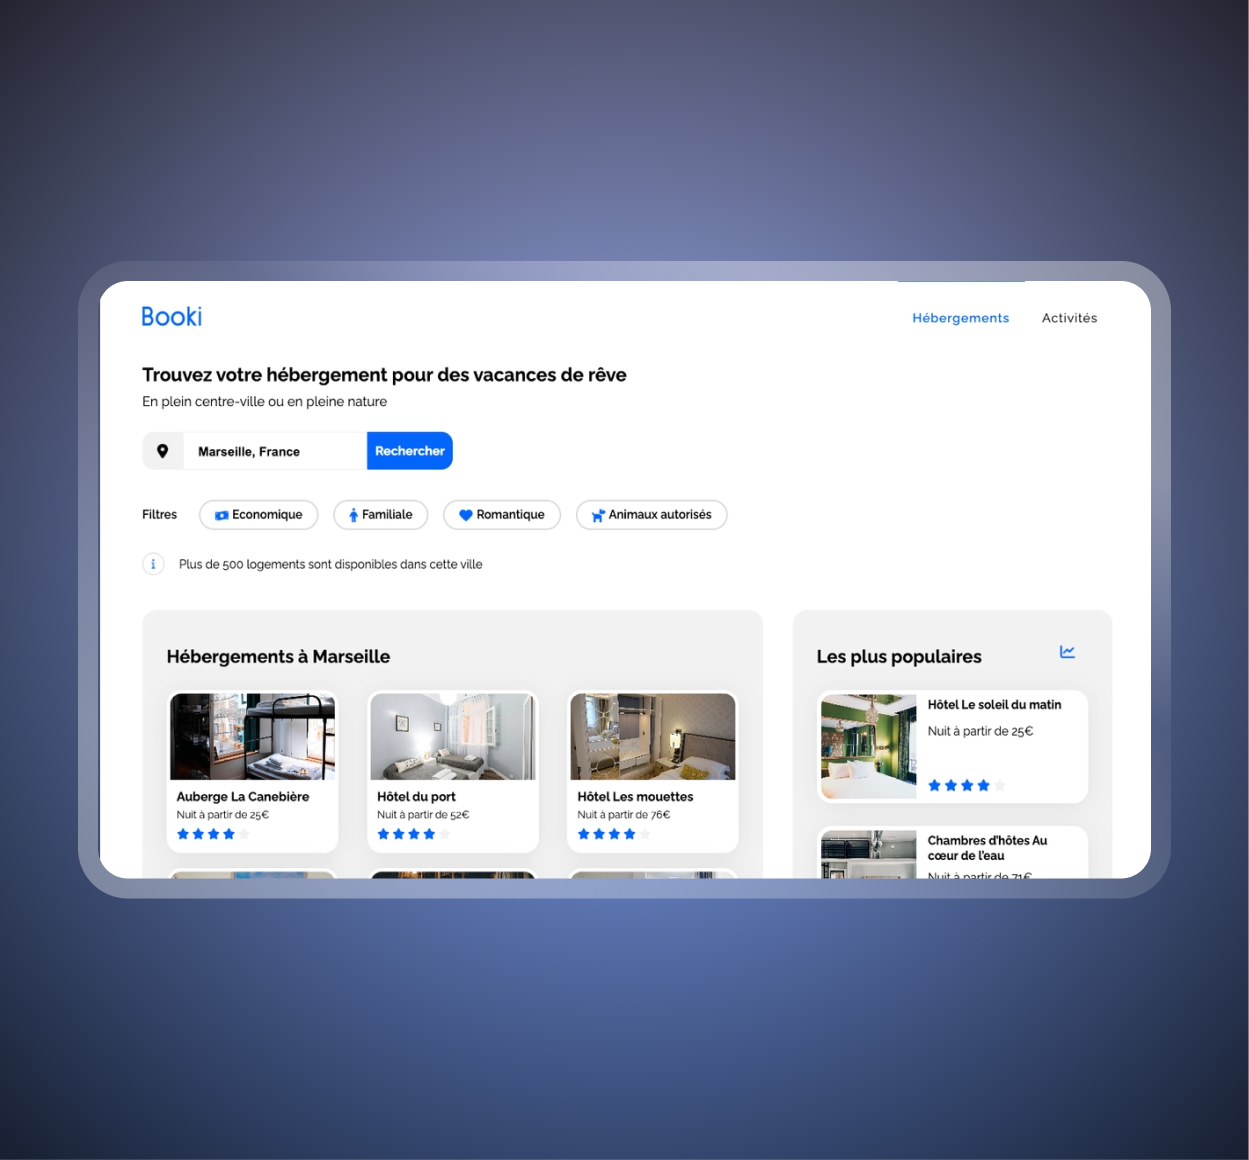 Booki
Hébergements
Activités
Trouvez votre hébergement pour des vacances de rêve
En plein centre-ville ou en pleine nature
Marseille, France
Rechercher
Filtres
Economique
Familiale
Romantique
Animaux autorisés
Plus de 500 logements sont disponibles dans cette ville
Hébergements à Marseille
Auberge La Canebière
Nuit à partir de 25€
Hôtel du port
Nuit à partir de 52€
Hôtel Les mouettes
Nuit à partir de 76€
Les plus populaires
Hôtel Le soleil du matin
Nuit à partir de 25€
Chambres d'hôtes Au
cœur de l'eau
Nuit à partir de 71€